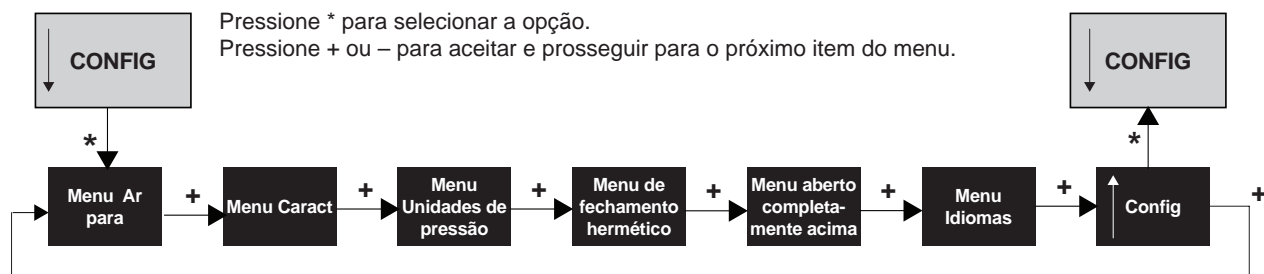 Pressione * para selecionar a opção.
Pressione + ou – para aceitar e prosseguir para o próximo item do menu.
CONFIG
CONFIG
*
*
Menu Ar
para
+
Menu Caract
+
Menu
Unidades de
pressão
+
Menu de
fechamento
hermético
+
Menu aberto
completa-
mente acima
+
Menu
Idiomas
+
Config
+